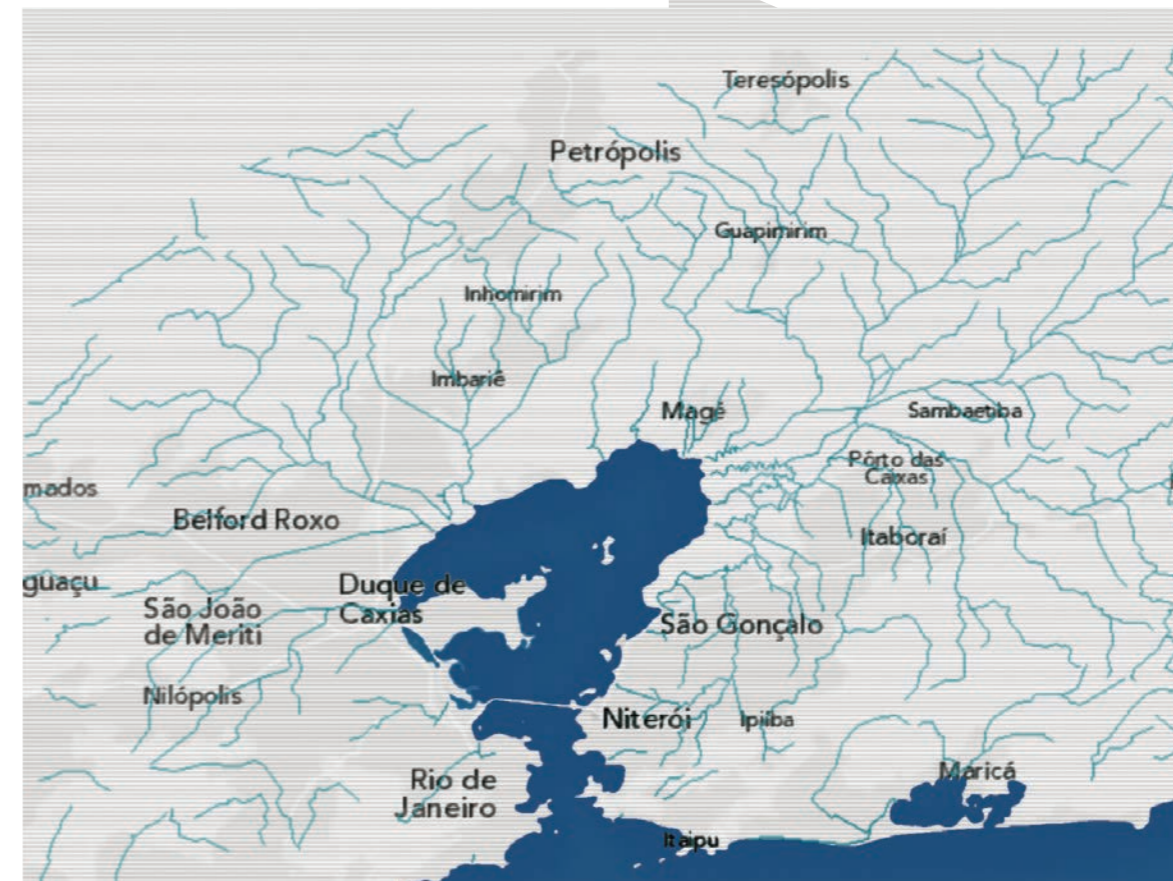 Teresópolis
Petrópolis
Guapimirim
Inhomirim
Imbariê
Magé
Sambaetiba
Pôrto das
Caixas
mados
Belford Roxo
Itaboraí
guaçu
Duque de
Caxias
São João
de Meriti
São Gonçalo
Nilópolis
Niterói
Ipiiba
Rio de
Janeiro
Maricá
Itaipu